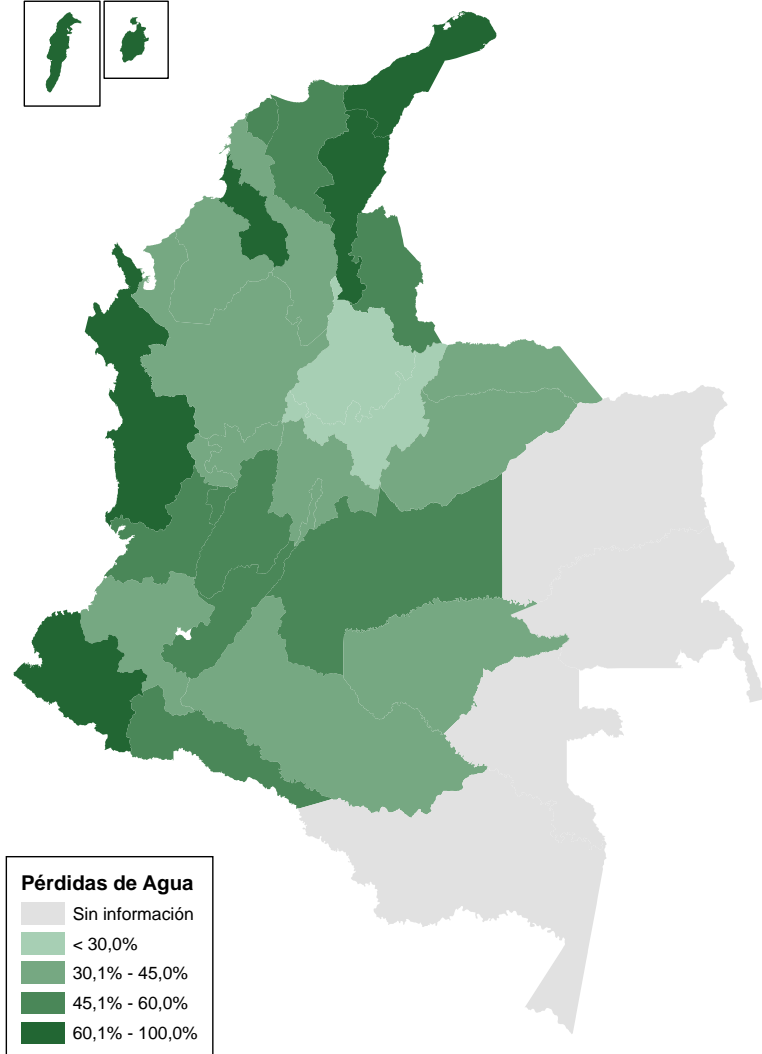 Pérdidas de Agua
Sin información
< 30,0%
30,1% - 45,0%
45,1% - 60,0%
60,1% - 100,0%